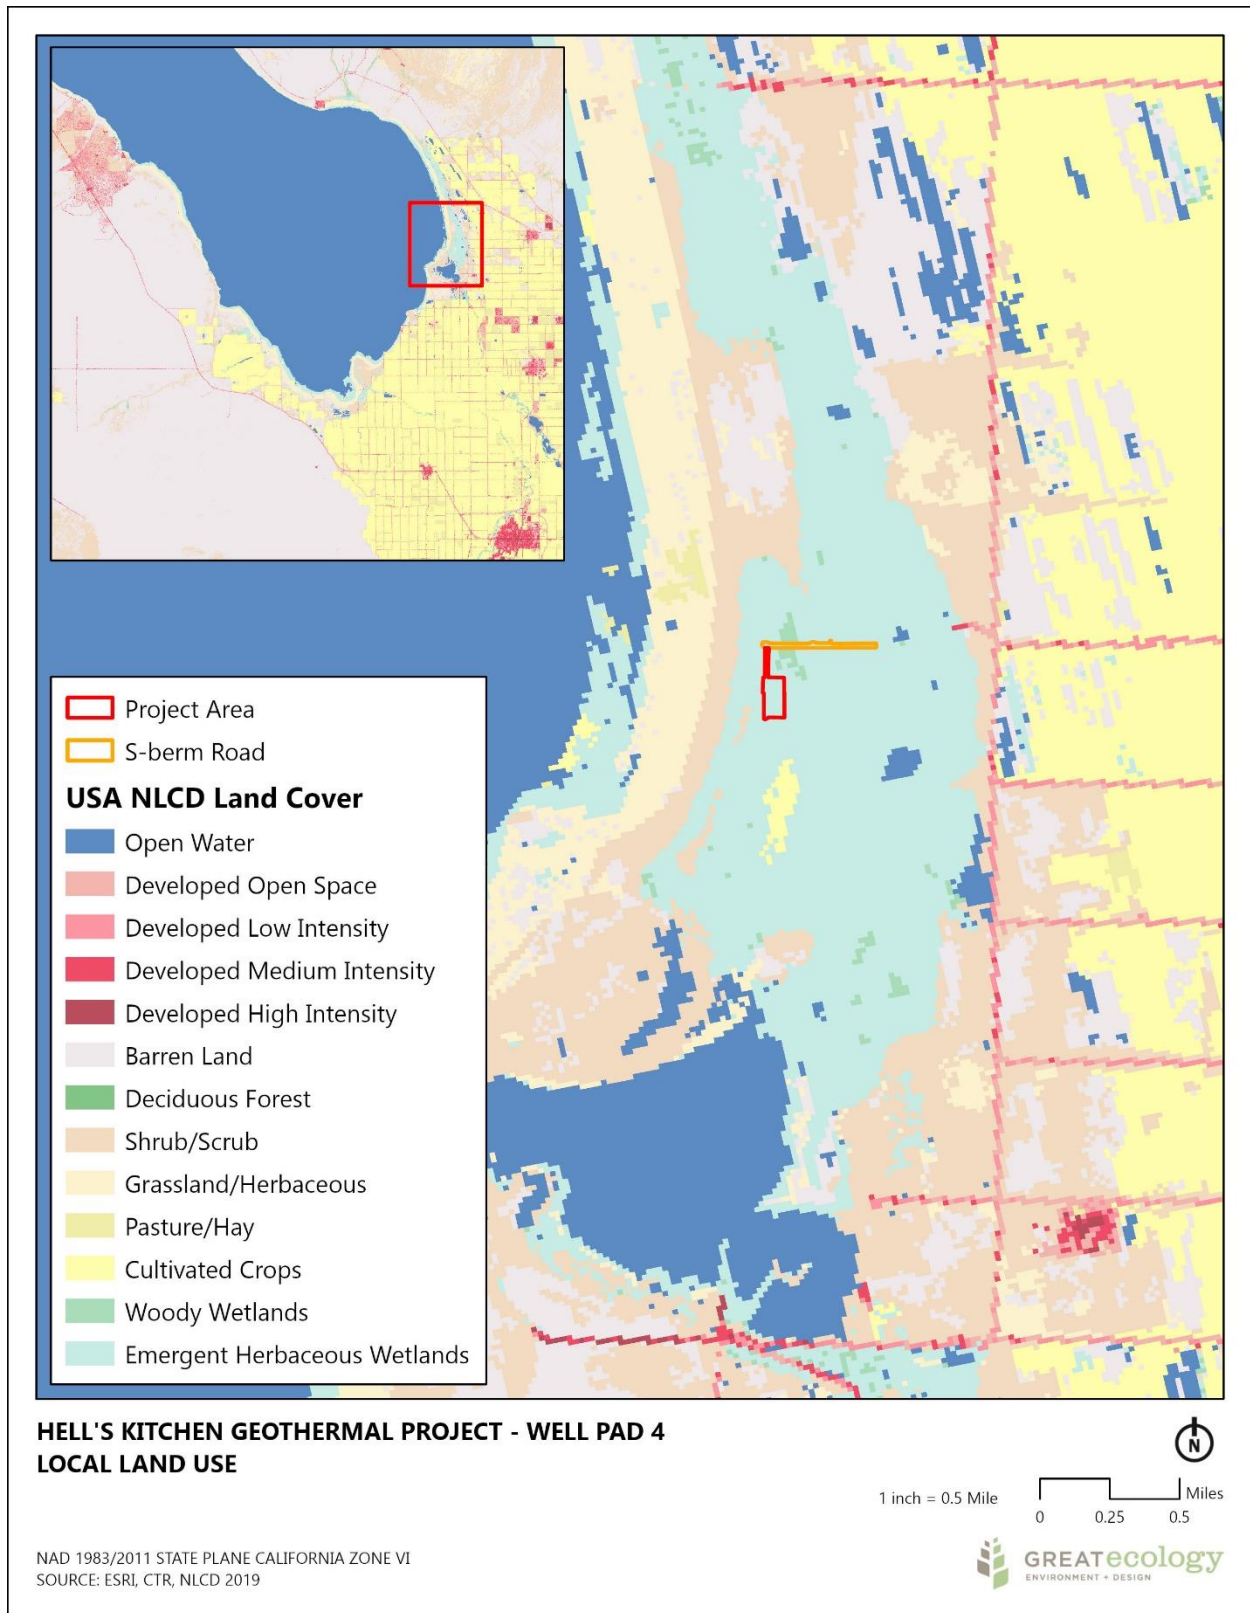 Project Area
S-berm Road
USA NLCD Land Cover
Open Water
Developed Open Space
Developed Low Intensity
Developed Medium Intensity
Developed High Intensity
Barren Land
Deciduous Forest
Shrub/Scrub
Grassland/Herbaceous
Pasture/Hay
Cultivated Crops
Woody Wetlands
Emergent Herbaceous Wetlands
HELL'S KITCHEN GEOTHERMAL PROJECT - WELL PAD 4
LOCAL LAND USE
N
1 inch = 0.5 Mile
Miles
0 0.25 0.5
NAD 1983/2011 STATE PLANE CALIFORNIA ZONE VI
SOURCE: ESRI, CTR, NLCD 2019
GREATecology
ENVIRONMENT + DESIGN